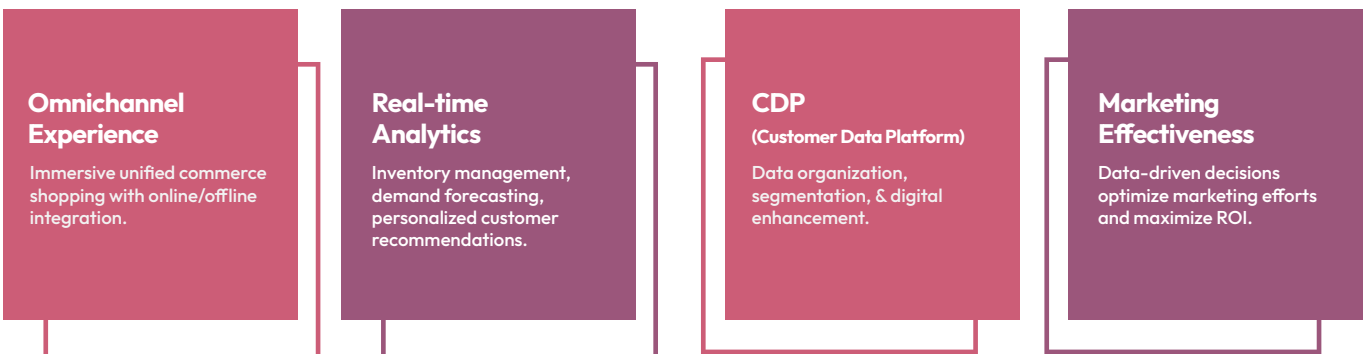 Omnichannel
Experience
Immersive unified commerce
shopping with online/offline
integration.
Real-time
Analytics
Inventory management,
demand forecasting,
personalized customer
recommendations.
CDP
(Customer Data Platform)
Data organization,
segmentation, & digital
enhancement.
Marketing
Effectiveness
Data-driven decisions
optimize marketing efforts
and maximize ROI.